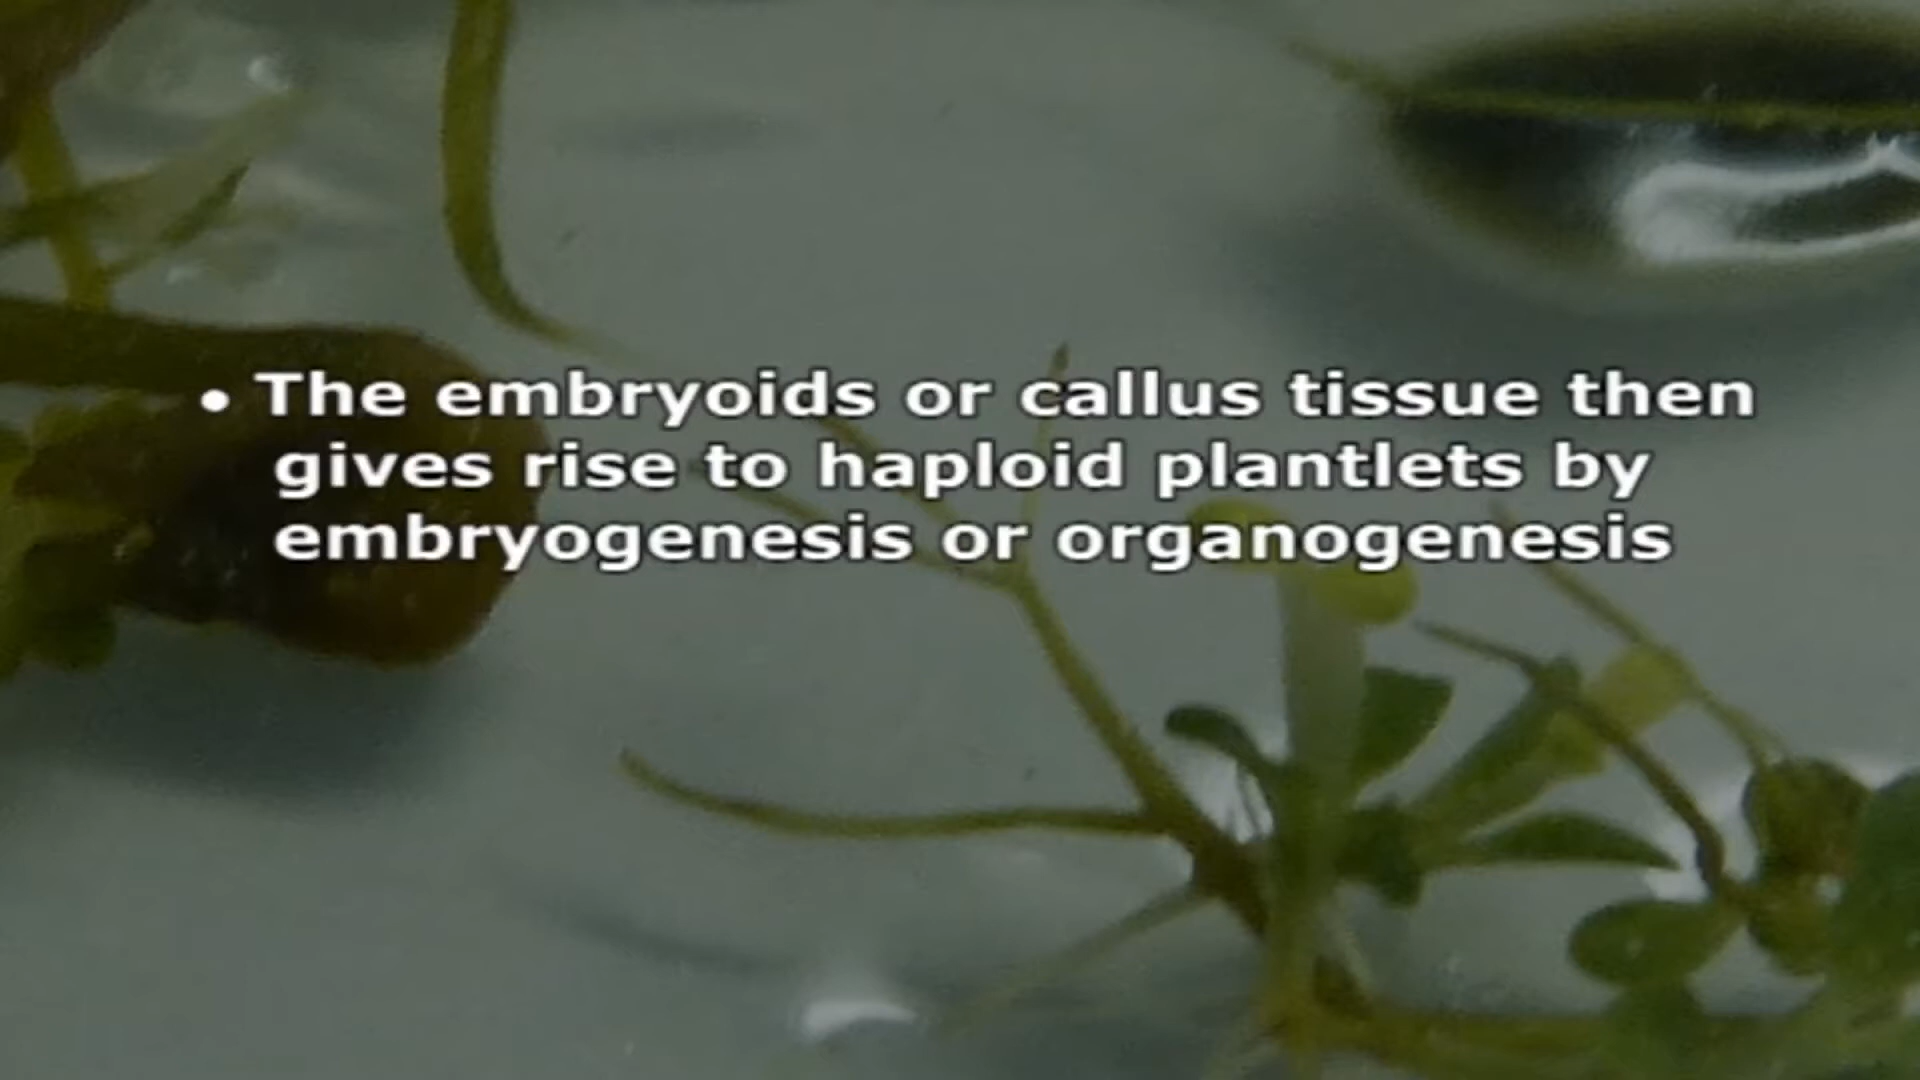 • The embryoids or callus tissue then
gives rise to haploid plantlets by
embryogenesis or organogenesis